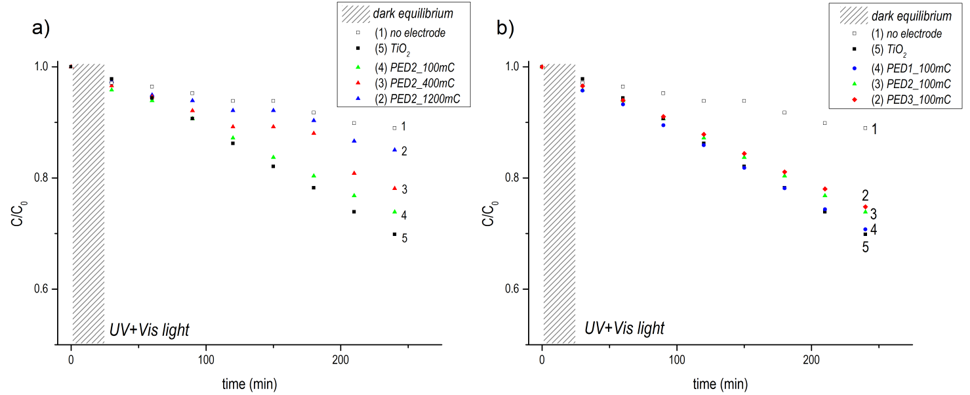 a)
dark equilibrium
(1) no electrode
(5) TiO2
(4) PED2_100mC
(3) PED2_400mC
(2) PED2_1200mC
1.0
0.8
0.6
C/C0
1
2
3
4
5
UV+Vis light
0
100
200
time (min)
b)
dark equilibrium
(1) no electrode
(5) TiO2
(4) PED1_100mC
(3) PED2_100mC
(2) PED3_100mC
1.0
0.8
0.6
C/C0
1
2
3
4
5
UV+Vis light
0
100
200
time (min)